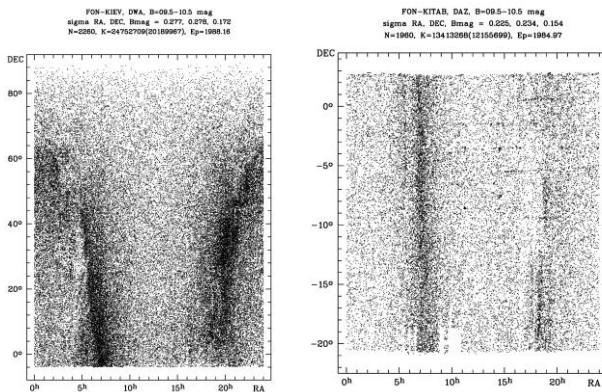 FON-KIEV, DWA, B=09.5-10.5 mag
sigma RA, DEC, Bmag = 0.277, 0.278, 0.172
N=2260, K=24752709(20189967), Ep=1988.16
DEC
80°
60°
40°
20°
0°
0h 5h 10h 15h 20h RA
FON-KITAB, DAZ, B=09.5-10.5 mag
sigma RA, DEC, Bmag = 0.225, 0.234, 0.154
N=1960, K=13413268(12155699), Ep=1984.97
DEC
0°
-5°
-10°
-15°
-20°
0h 5h 10h 15h 20h RA